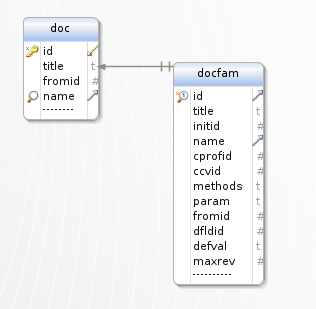 doc
id
title t
fromid #
name
--------
docfam
id
title t
initid #
name
cprofid #
ccvid #
methods t
param t
fromid #
dfldid #
defval t
maxrev #
----------